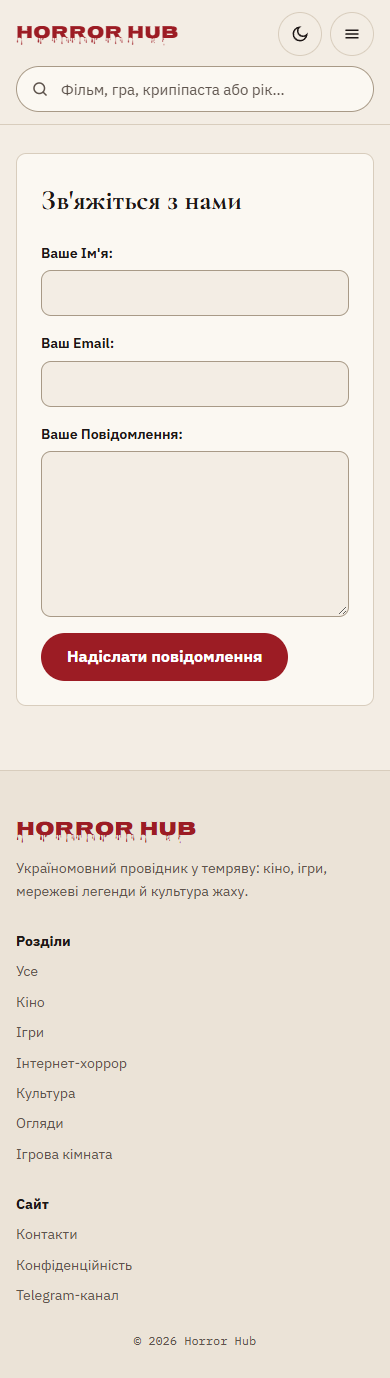 HORROR HUB
Фільм, гра, кріпіпаста або рік...
Зв'яжіться з нами
Ваше Ім'я:
Ваш Email:
Ваше Повідомлення:
Надіслати повідомлення
HORROR HUB
Україномовний провідник у темряву: кіно, ігри,
мережеві легенди й культура жаху.
Розділи
Усе
Кіно
Ігри
Інтернет-хоррор
Культура
Огляди
Ігрова кімната
Сайт
Контакти
Конфіденційність
Telegram-канал
© 2026 Horror Hub